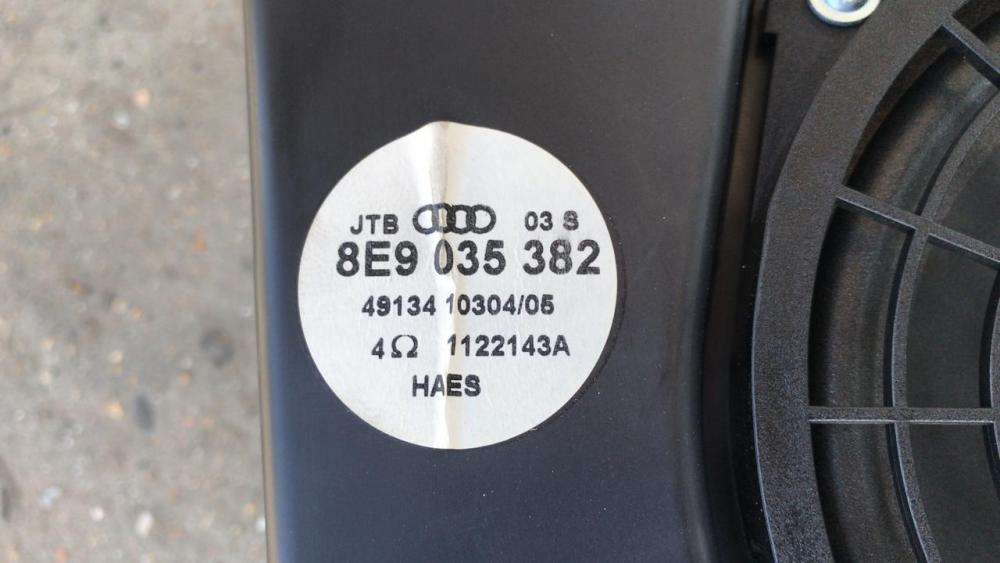 JTB 03 S
8E9 035 382
49134 10304/05
4Ω 1122143A
HAES